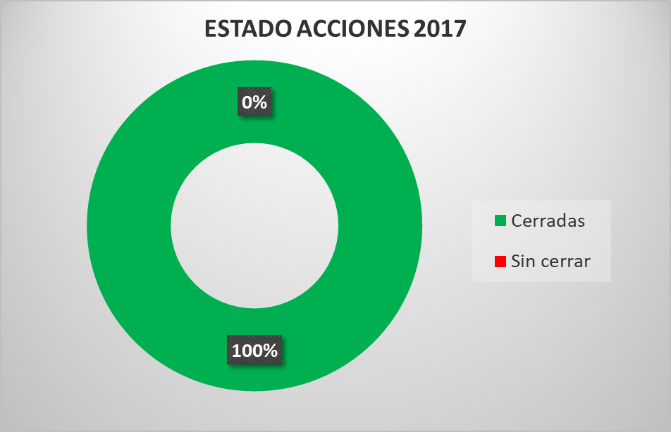 ESTADO ACCIONES 2017
0%
Cerradas
Sin cerrar
100%